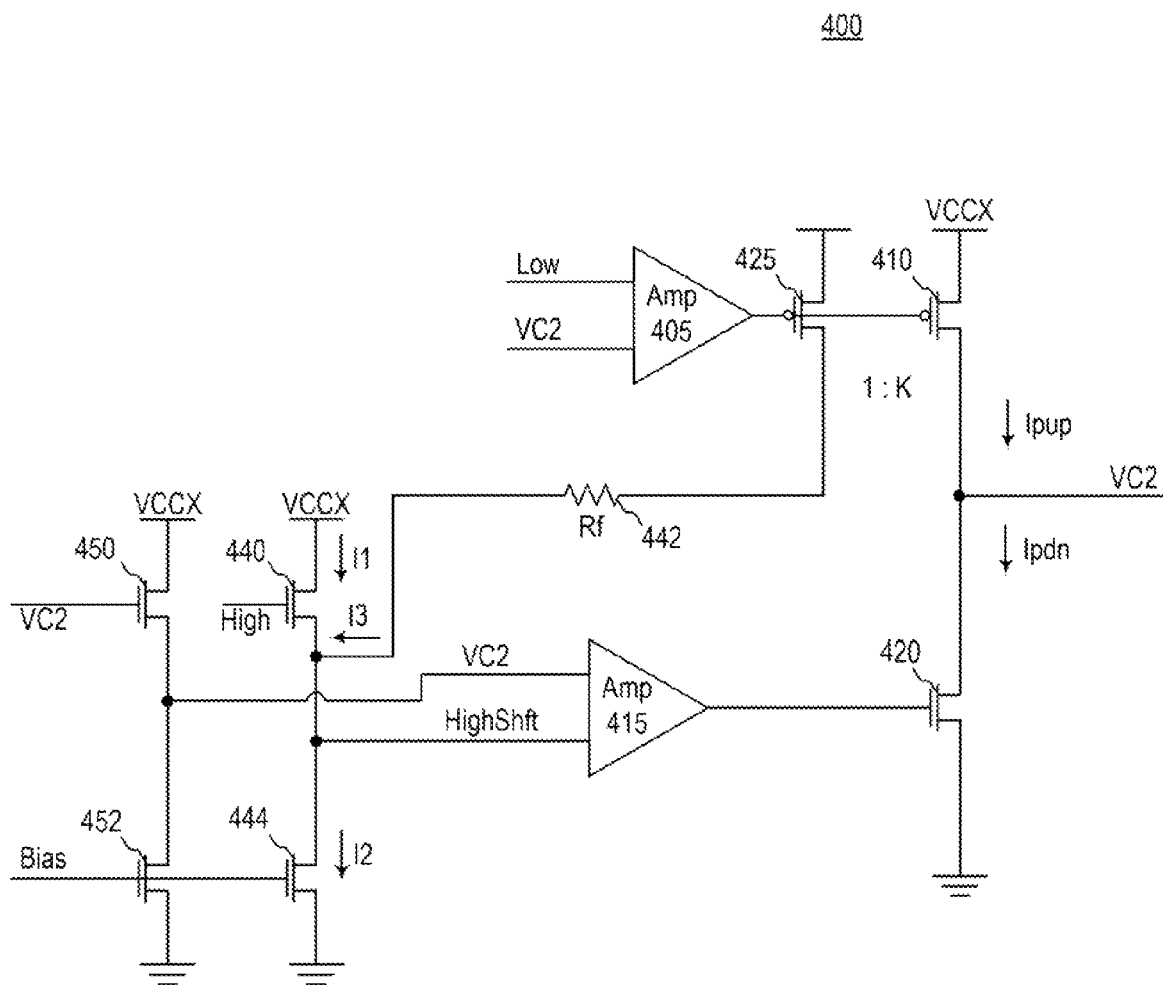 400
VCCX
Low
Amp
405
VC2
425
410
1 : K
Ipup
VC2
Rf
442
Ipdn
VCCX
VCCX
450
440
I1
VC2
High
I3
VC2
Amp
415
HighShft
420
452
444
Bias
I2